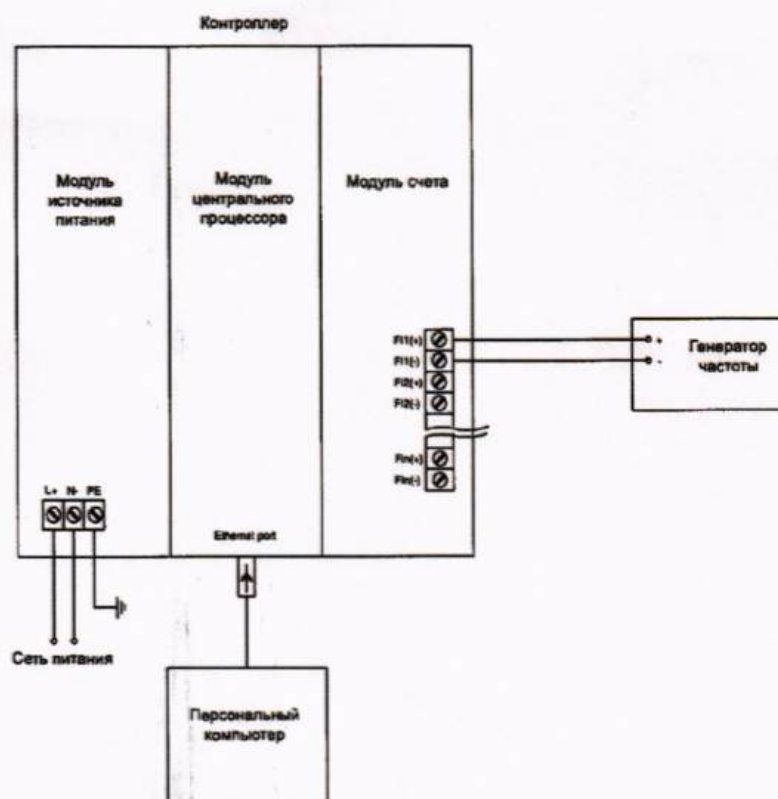 Контроллер
Модуль
источника
питания
Модуль
центрального
процессора
Модуль счета
FI1(+)
FI1(-)
FI2(+)
FI2(-)
FIn(+)
FIn(-)
+
-
Генератор
частоты
L+ N- PE
Ethernet port
Сеть питания
Персональный
компьютер